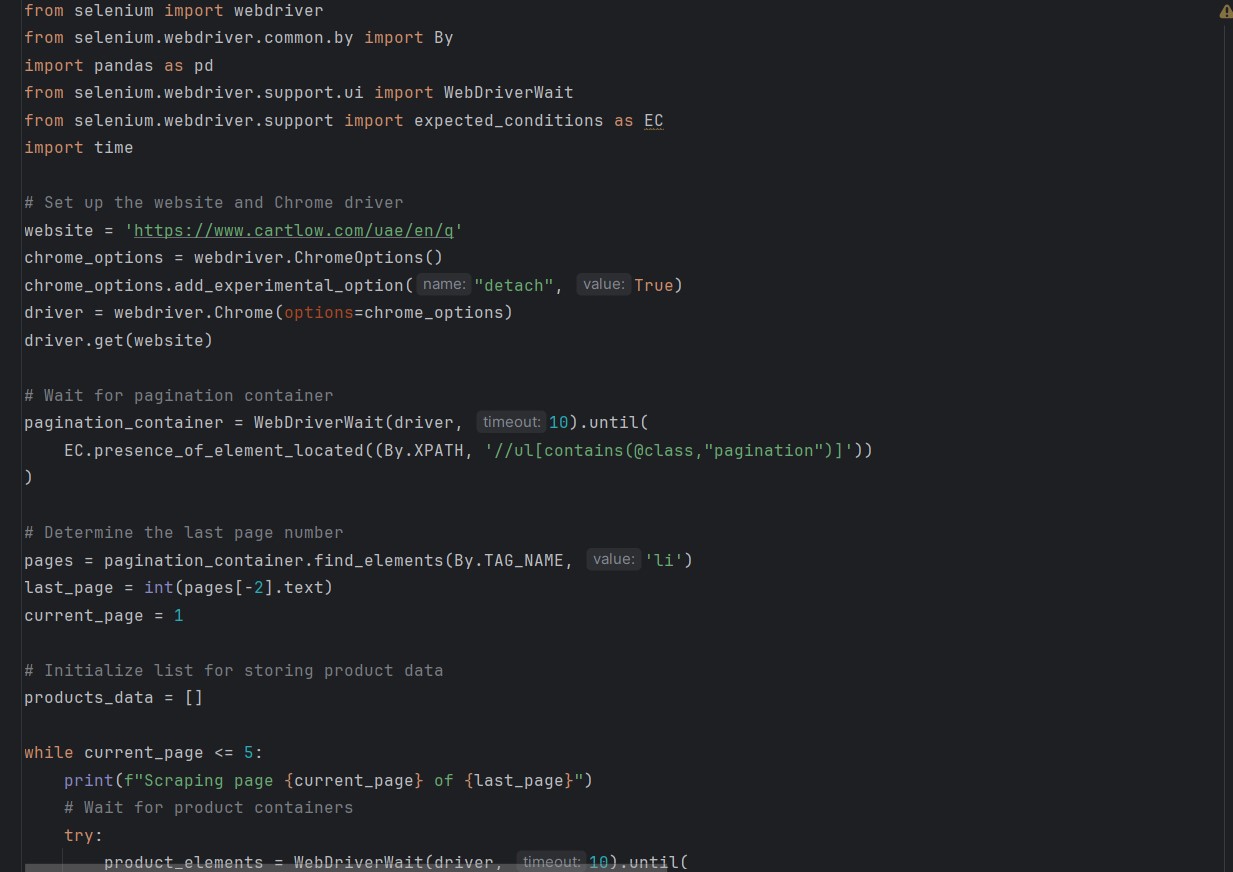 from selenium import webdriver
from selenium.webdriver.common.by import By
import pandas as pd
from selenium.webdriver.support.ui import WebDriverWait
from selenium.webdriver.support import expected_conditions as EC
import time

# Set up the website and Chrome driver
website = 'https://www.cartlow.com/uae/en/q'
chrome_options = webdriver.ChromeOptions()
chrome_options.add_experimental_option( name: "detach", value: True)
driver = webdriver.Chrome(options=chrome_options)
driver.get(website)

# Wait for pagination container
pagination_container = WebDriverWait(driver, timeout: 10).until(
    EC.presence_of_element_located((By.XPATH, '//ul[contains(@class,"pagination")]'))
)

# Determine the last page number
pages = pagination_container.find_elements(By.TAG_NAME, value: 'li')
last_page = int(pages[-2].text)
current_page = 1

# Initialize list for storing product data
products_data = []

while current_page <= 5:
    print(f"Scraping page {current_page} of {last_page}")
    # Wait for product containers
    try:
        product_elements = WebDriverWait(driver, timeout: 10).until(